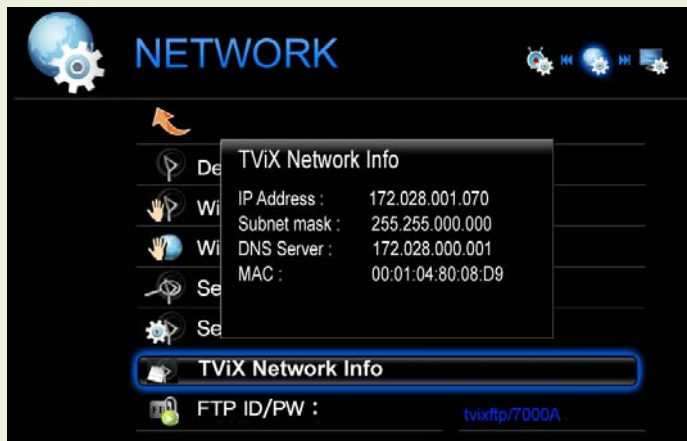 NETWORK
TViX Network Info
De
IP Address : 172.028.001.070
Wi
Subnet mask : 255.255.000.000
Wi
DNS Server : 172.028.000.001
MAC : 00:01:04:80:08:D9
Se
Se
TViX Network Info
FTP ID/PW : tvixftp/7000A